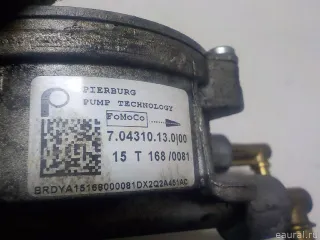 PIERBURG
PUMP TECHNOLOGY
FoMoCo
7.04310.13.0|00
15 T 168 /0081
BRDYA15168000081DX2Q2A451AC
eaural.ru